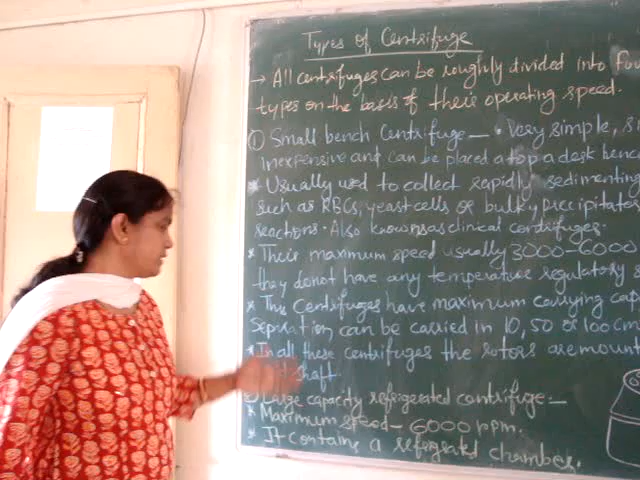 Types of Centrifuge
→ All centrifuges can be roughly divided into fou
types on the basis of their operating speed.
① Small bench centrifuge — • Very simple, s
inexpensive and can be placed atop a desk hence
* Usually used to collect rapidly sedimenting
such as RBCs, yeast cells or bulky precipitates
reactions. Also known as clinical centrifuges.
* Their maximum speed usually 3000-6000
they donot have any temperature regulatory s
* This Centrifuges have maximum carrying cap
Sepration can be carried in 10, 50 or 100 cm
* In all these centrifuges the rotors are mount
shaft.
Large capacity refrigerated centrifuge :—
* Maximum speed - 6000 rpm.
* It contains a refrigrated chamber.